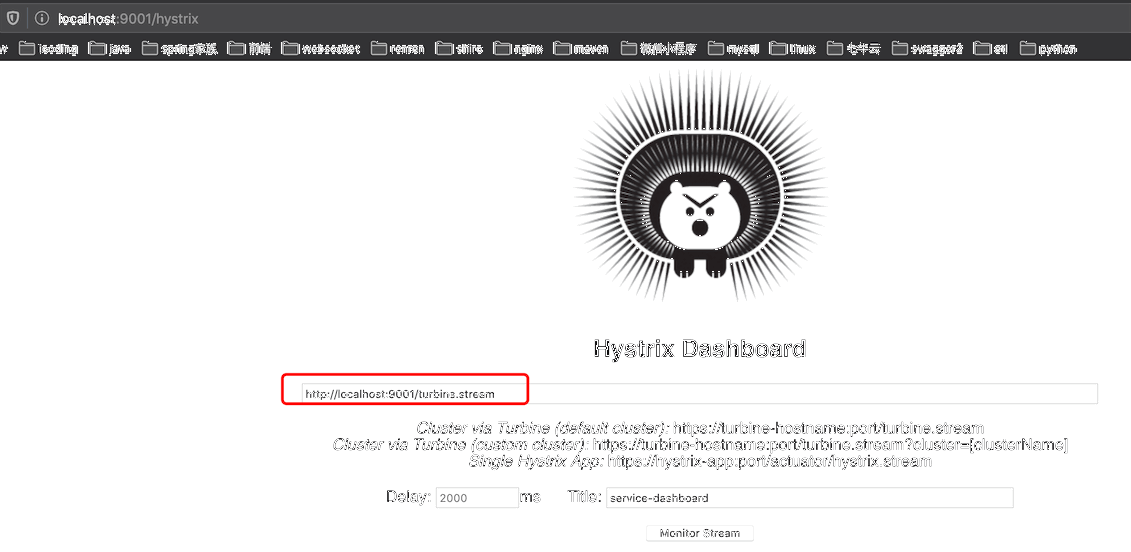 localhost:9001/hystrix
w isoding java spring家族 前端 websocket renren shiro nginx maven 微信小程序 mysql linux 七牛云 swagger2 python
Hystrix Dashboard
http://localhost:9001/turbine.stream
Cluster via Turbine (default cluster): https://turbine-hostname:port/turbine.stream
Cluster via Turbine (custom cluster): https://turbine-hostname:port/turbine.stream?cluster=[clusterName]
Single Hystrix App: https://hystrix-app:port/actuator/hystrix.stream
Delay: 2000 ms Title: service-dashboard
Monitor Stream